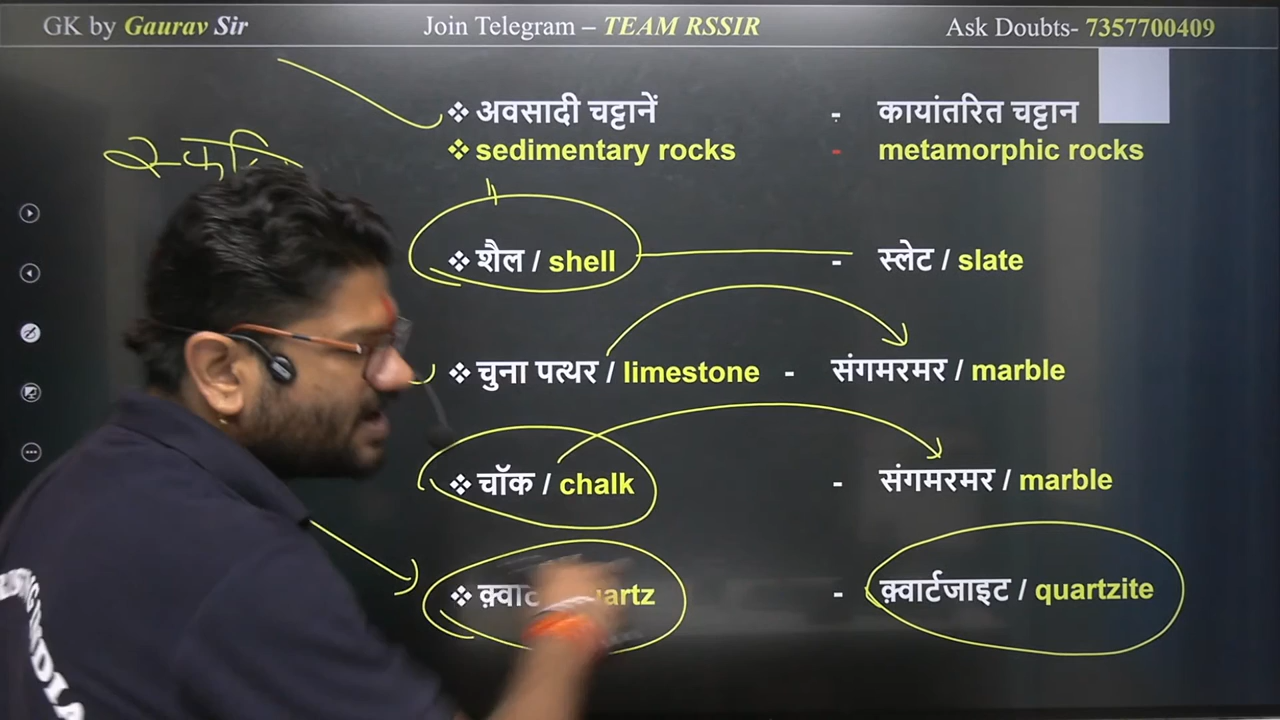 GK by Gaurav Sir Join Telegram – TEAM RSSIR Ask Doubts- 7357700409
❖ अवसादी चट्टानें - कायांतरित चट्टान
❖ sedimentary rocks - metamorphic rocks
❖ शैल / shell - स्लेट / slate
❖ चुना पत्थर / limestone - संगमरमर / marble
❖ चॉक / chalk - संगमरमर / marble
❖ - क़्वार्टजाइट / quartzite